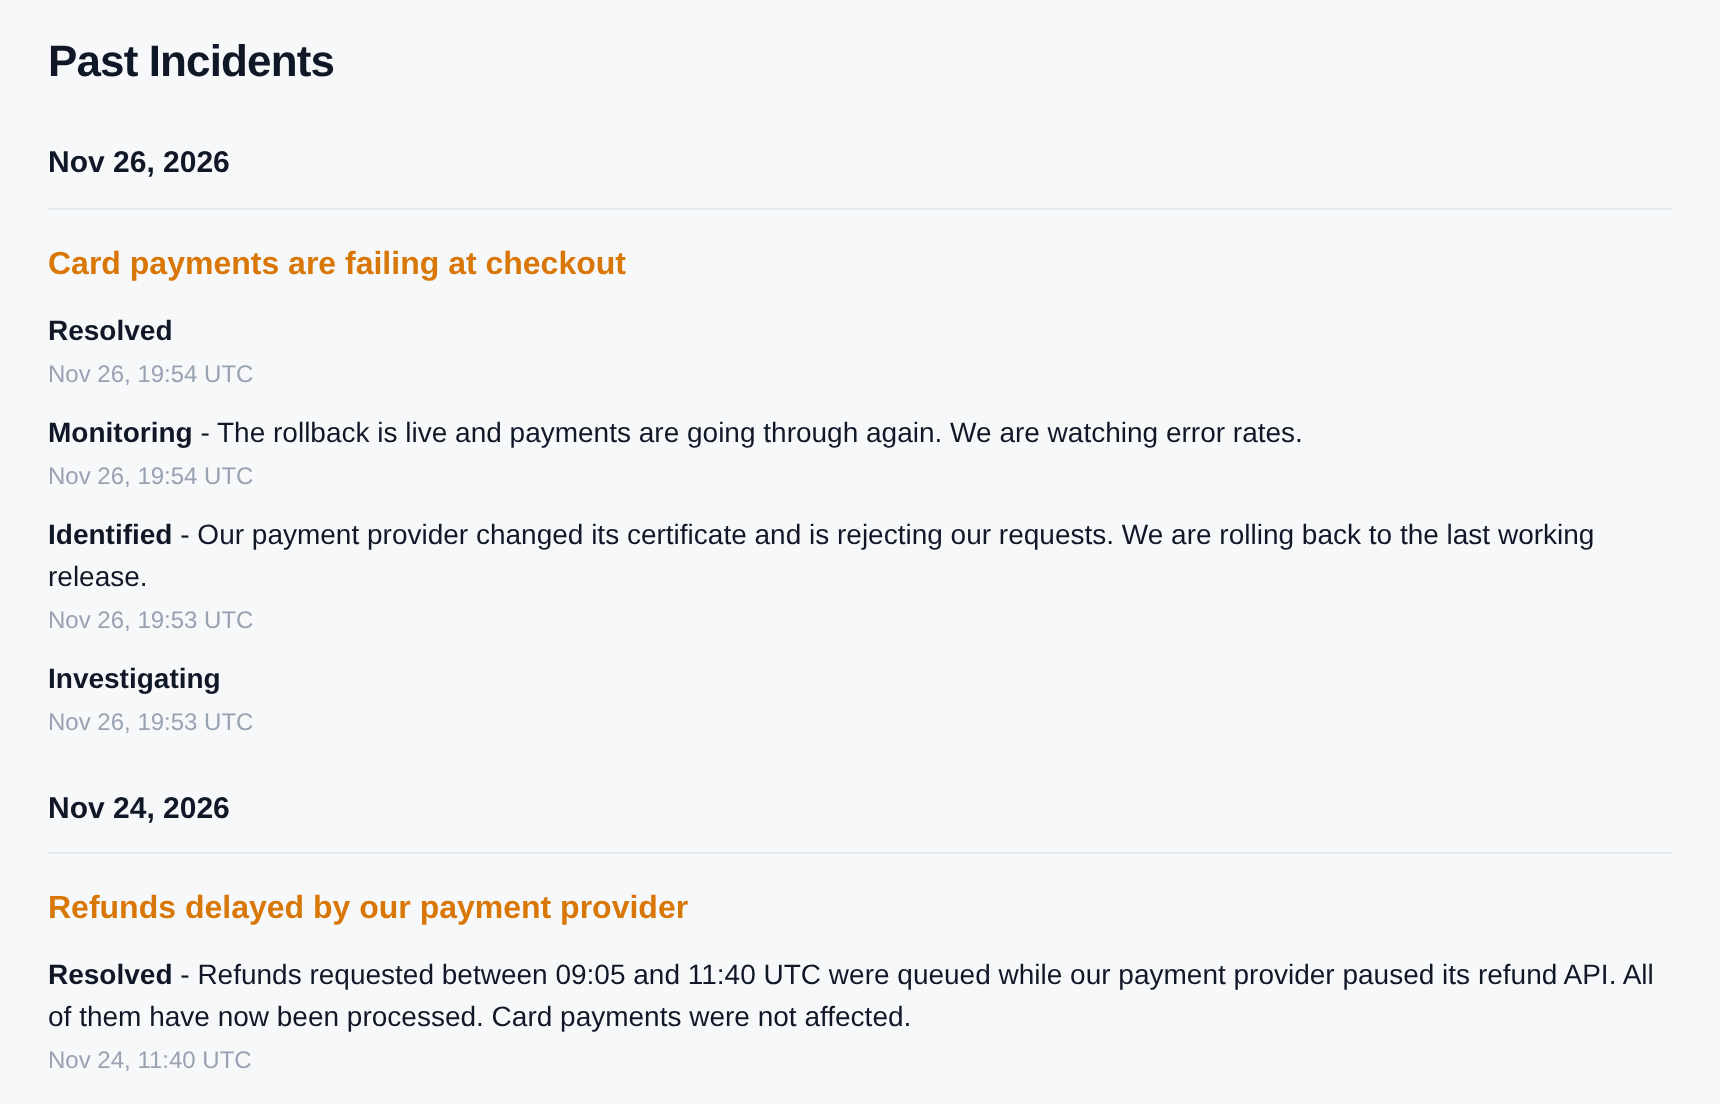 Past Incidents
Nov 26, 2026
Card payments are failing at checkout
Resolved
Nov 26, 19:54 UTC
Monitoring - The rollback is live and payments are going through again. We are watching error rates.
Nov 26, 19:54 UTC
Identified - Our payment provider changed its certificate and is rejecting our requests. We are rolling back to the last working
release.
Nov 26, 19:53 UTC
Investigating
Nov 26, 19:53 UTC
Nov 24, 2026
Refunds delayed by our payment provider
Resolved - Refunds requested between 09:05 and 11:40 UTC were queued while our payment provider paused its refund API. All
of them have now been processed. Card payments were not affected.
Nov 24, 11:40 UTC